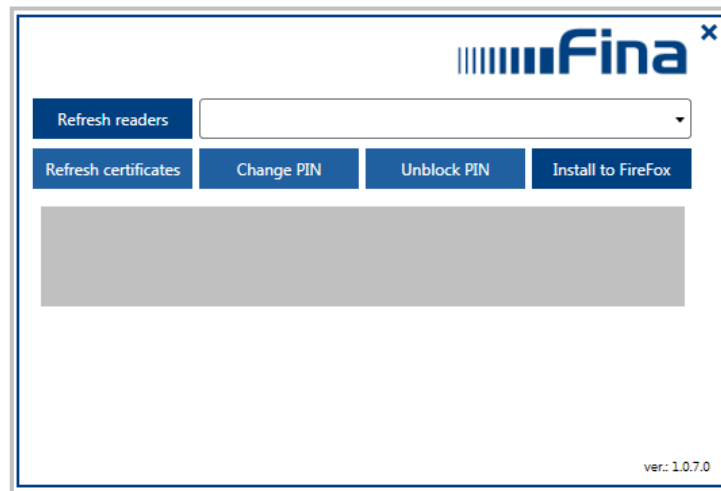 Fina
Refresh readers
Refresh certificates Change PIN Unblock PIN Install to FireFox
ver.: 1.0.7.0